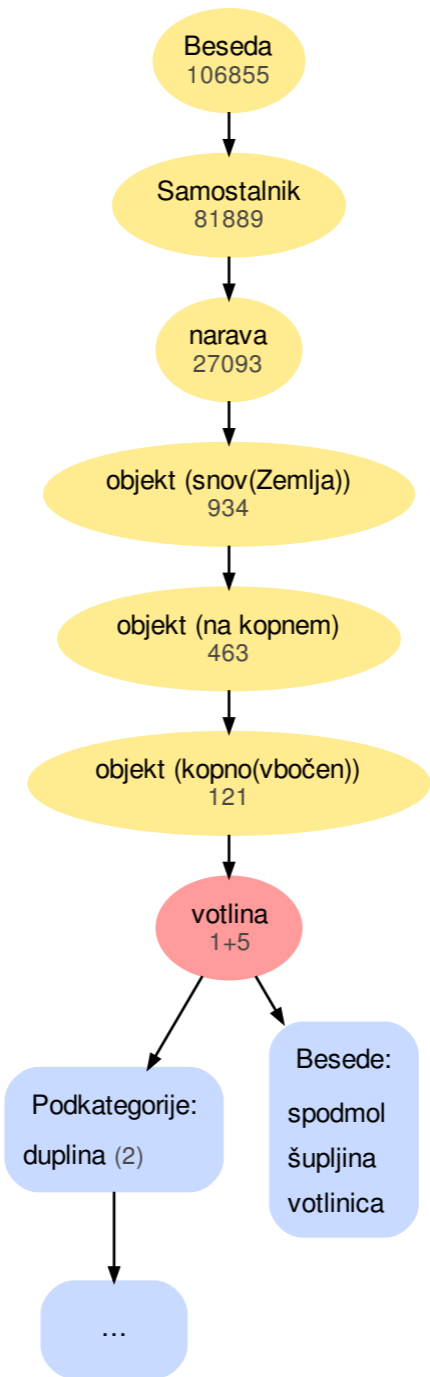 Beseda
106855
Samostalnik
81889
narava
27093
objekt (snov(Zemlja))
934
objekt (na kopnem)
463
objekt (kopno(vbočen))
121
votlina
1+5
Podkategorije:
duplina (2)
...
Besede:
spodmol
šupljina
votlinica